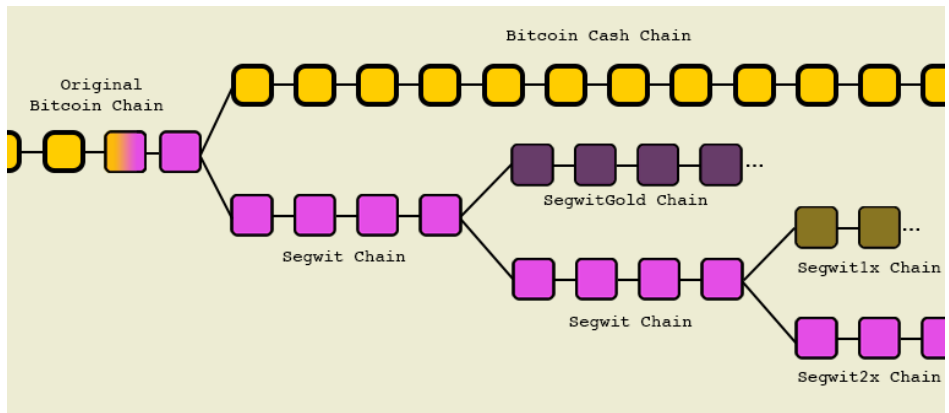 Bitcoin Cash Chain
Original
Bitcoin Chain
...
SegwitGold Chain
...
Segwit Chain
Segwit1x Chain
Segwit Chain
Segwit2x Chain